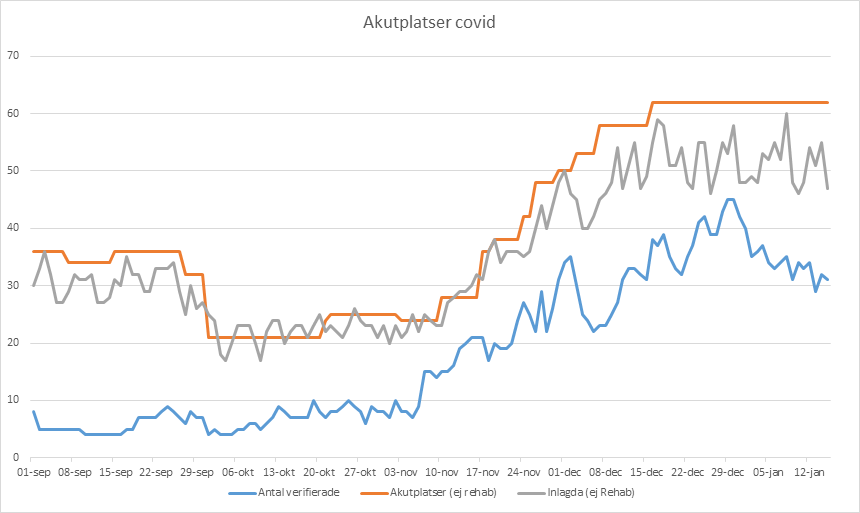 Akutplatser covid
70
60
50
40
30
20
10
0
01-sep 08-sep 15-sep 22-sep 29-sep 06-okt 13-okt 20-okt 27-okt 03-nov 10-nov 17-nov 24-nov 01-dec 08-dec 15-dec 22-dec 29-dec 05-jan 12-jan
Antal verifierade Akutplatser (ej rehab) Inlagda (ej Rehab)